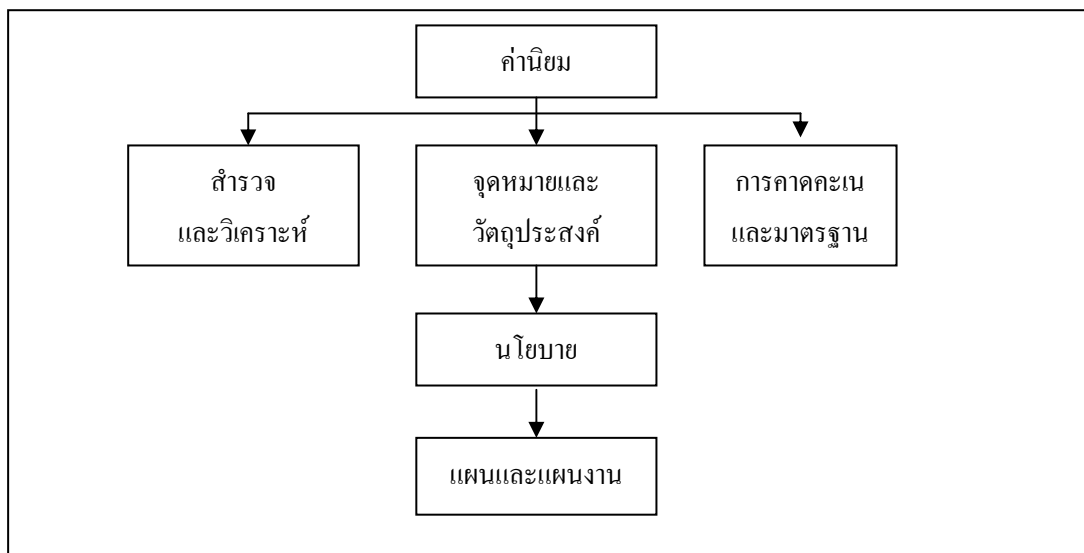 ค่านิยม
สำรวจ
และวิเคราะห์
จุดหมายและ
วัตถุประสงค์
การคาดคะเน
และมาตรฐาน
นโยบาย
แผนและแผนงาน